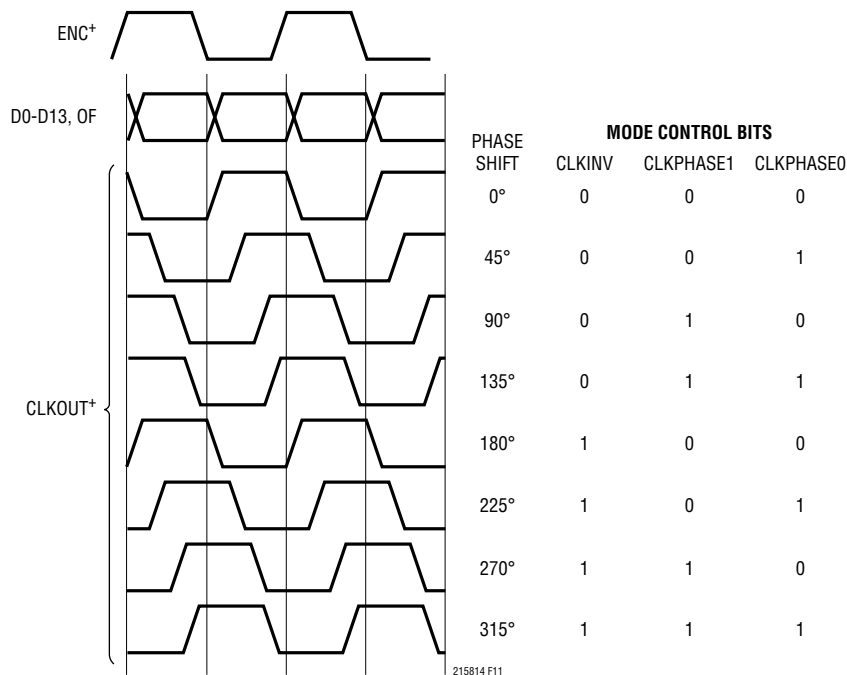 ENC+
D0-D13, OF
CLKOUT+
PHASE SHIFT
MODE CONTROL BITS
CLKINV CLKPHASE1 CLKPHASE0
0° 0 0 0
45° 0 0 1
90° 0 1 0
135° 0 1 1
180° 1 0 0
225° 1 0 1
270° 1 1 0
315° 1 1 1
215814 F11